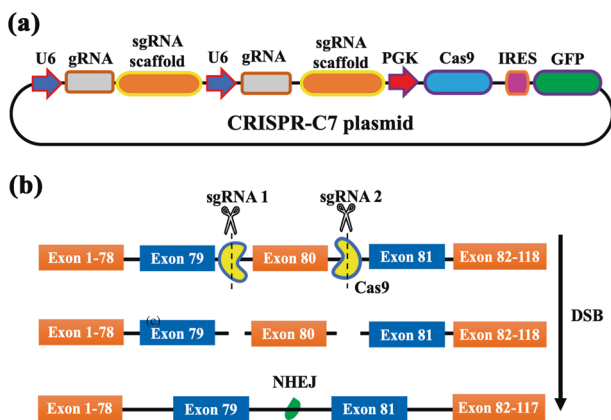 (a)
U6 gRNA sgRNA scaffold U6 gRNA sgRNA scaffold PGK Cas9 IRES GFP
CRISPR-C7 plasmid
(b)
sgRNA 1 sgRNA 2
Exon 1-78 Exon 79 Exon 80 Exon 81 Exon 82-118
Cas9
DSB
(c)
Exon 1-78 Exon 79 Exon 80 Exon 81 Exon 82-118
NHEJ
Exon 1-78 Exon 79 Exon 81 Exon 82-117